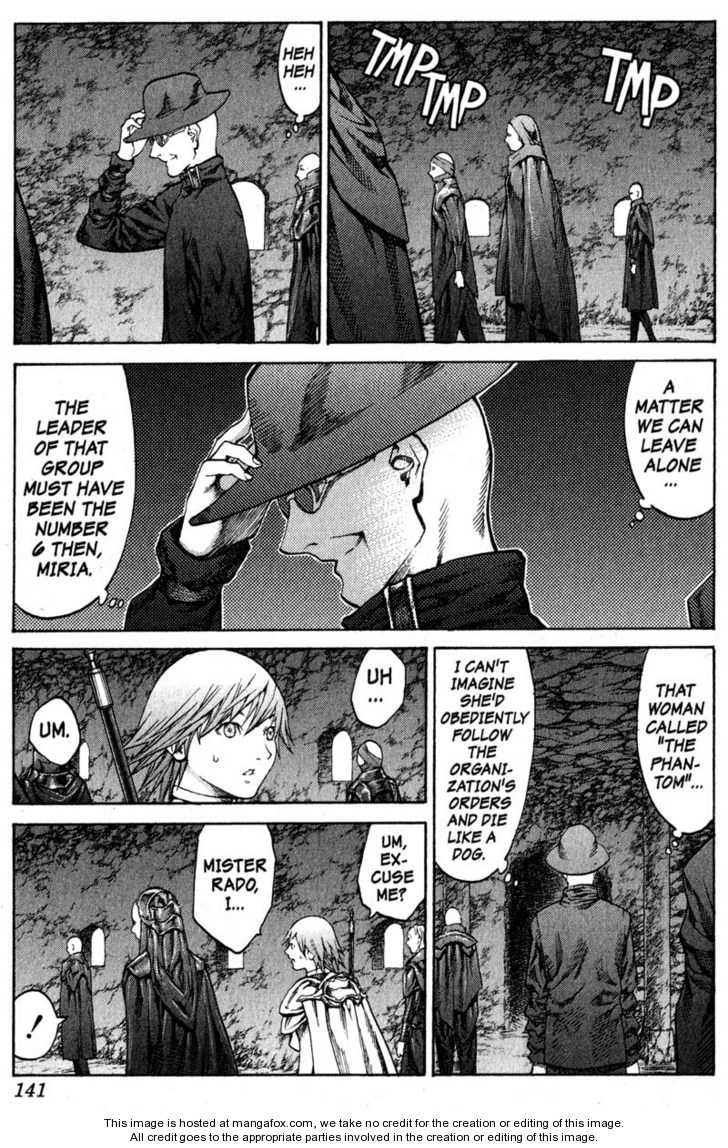 TMP
TMP
TMP
HEH
HEH
...
A
MATTER
WE CAN
LEAVE
ALONE
...
THE
LEADER
OF THAT
GROUP
MUST HAVE
BEEN THE
NUMBER
6 THEN,
MIRIA.
THAT
WOMAN
CALLED
"THE
PHAN-
TOM"...
I CAN'T
IMAGINE
SHE'D
OBEDIENTLY
FOLLOW
THE
ORGANI-
ZATION'S
ORDERS
AND DIE
LIKE A
DOG.
UH
...
UM.
UM,
EX-
CUSE
ME?
MISTER
RADO,
I...
!
141
This image is hosted at mangafox.com, we take no credit for the creation or editing of this image.
All credit goes to the appropriate parties involved in the creation or editing of this image.